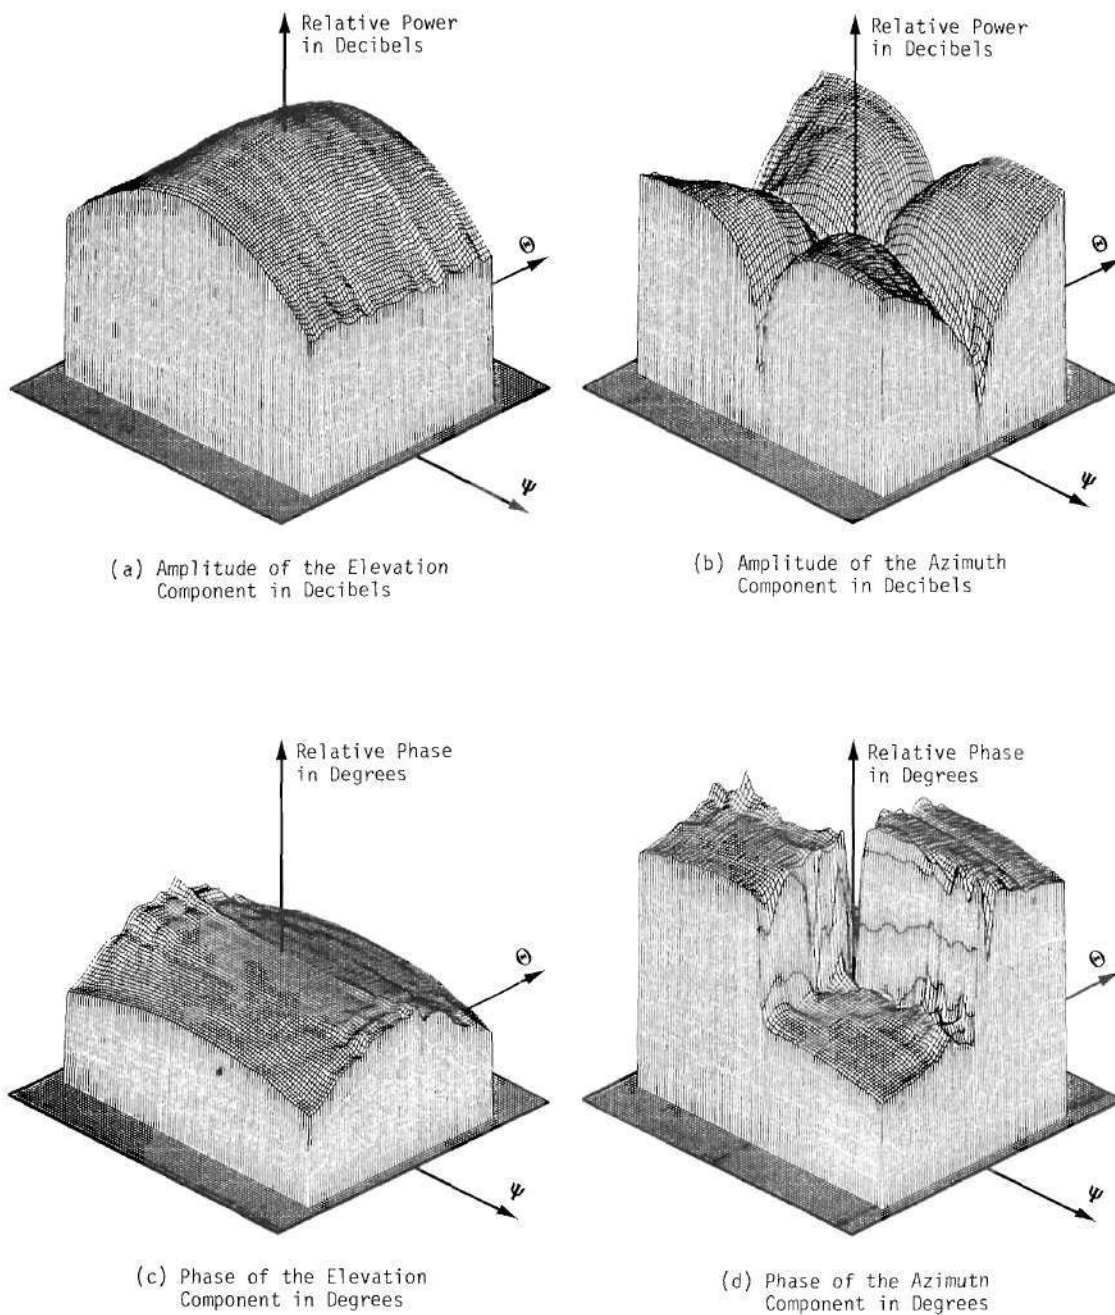 Relative Power
in Decibels
Θ
Ψ
(a) Amplitude of the Elevation
Component in Decibels
Relative Power
in Decibels
Θ
Ψ
(b) Amplitude of the Azimuth
Component in Decibels
Relative Phase
in Degrees
Θ
Ψ
(c) Phase of the Elevation
Component in Degrees
Relative Phase
in Degrees
Θ
Ψ
(d) Phase of the Azimuth
Component in Degrees